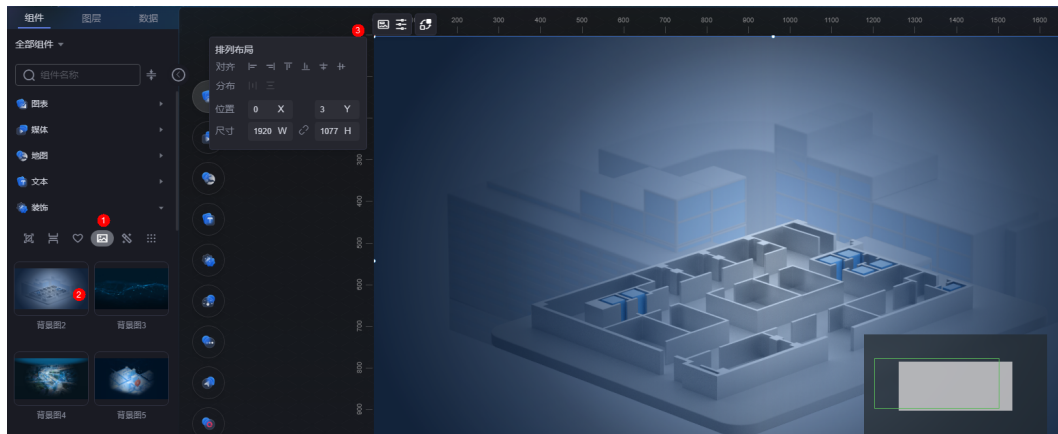 组件 图层 数据
全部组件
组件名称
图表
媒体
地图
文本
装饰
1
2
背景图2 背景图3
背景图4 背景图5
3
排列布局
对齐
分布
位置 0 X 3 Y
尺寸 1920 W 1077 H
200 300 400 500 600 700 800 900 1000 1100 1200 1300 1400 1500 1600
300
400
500
600
700
800
900